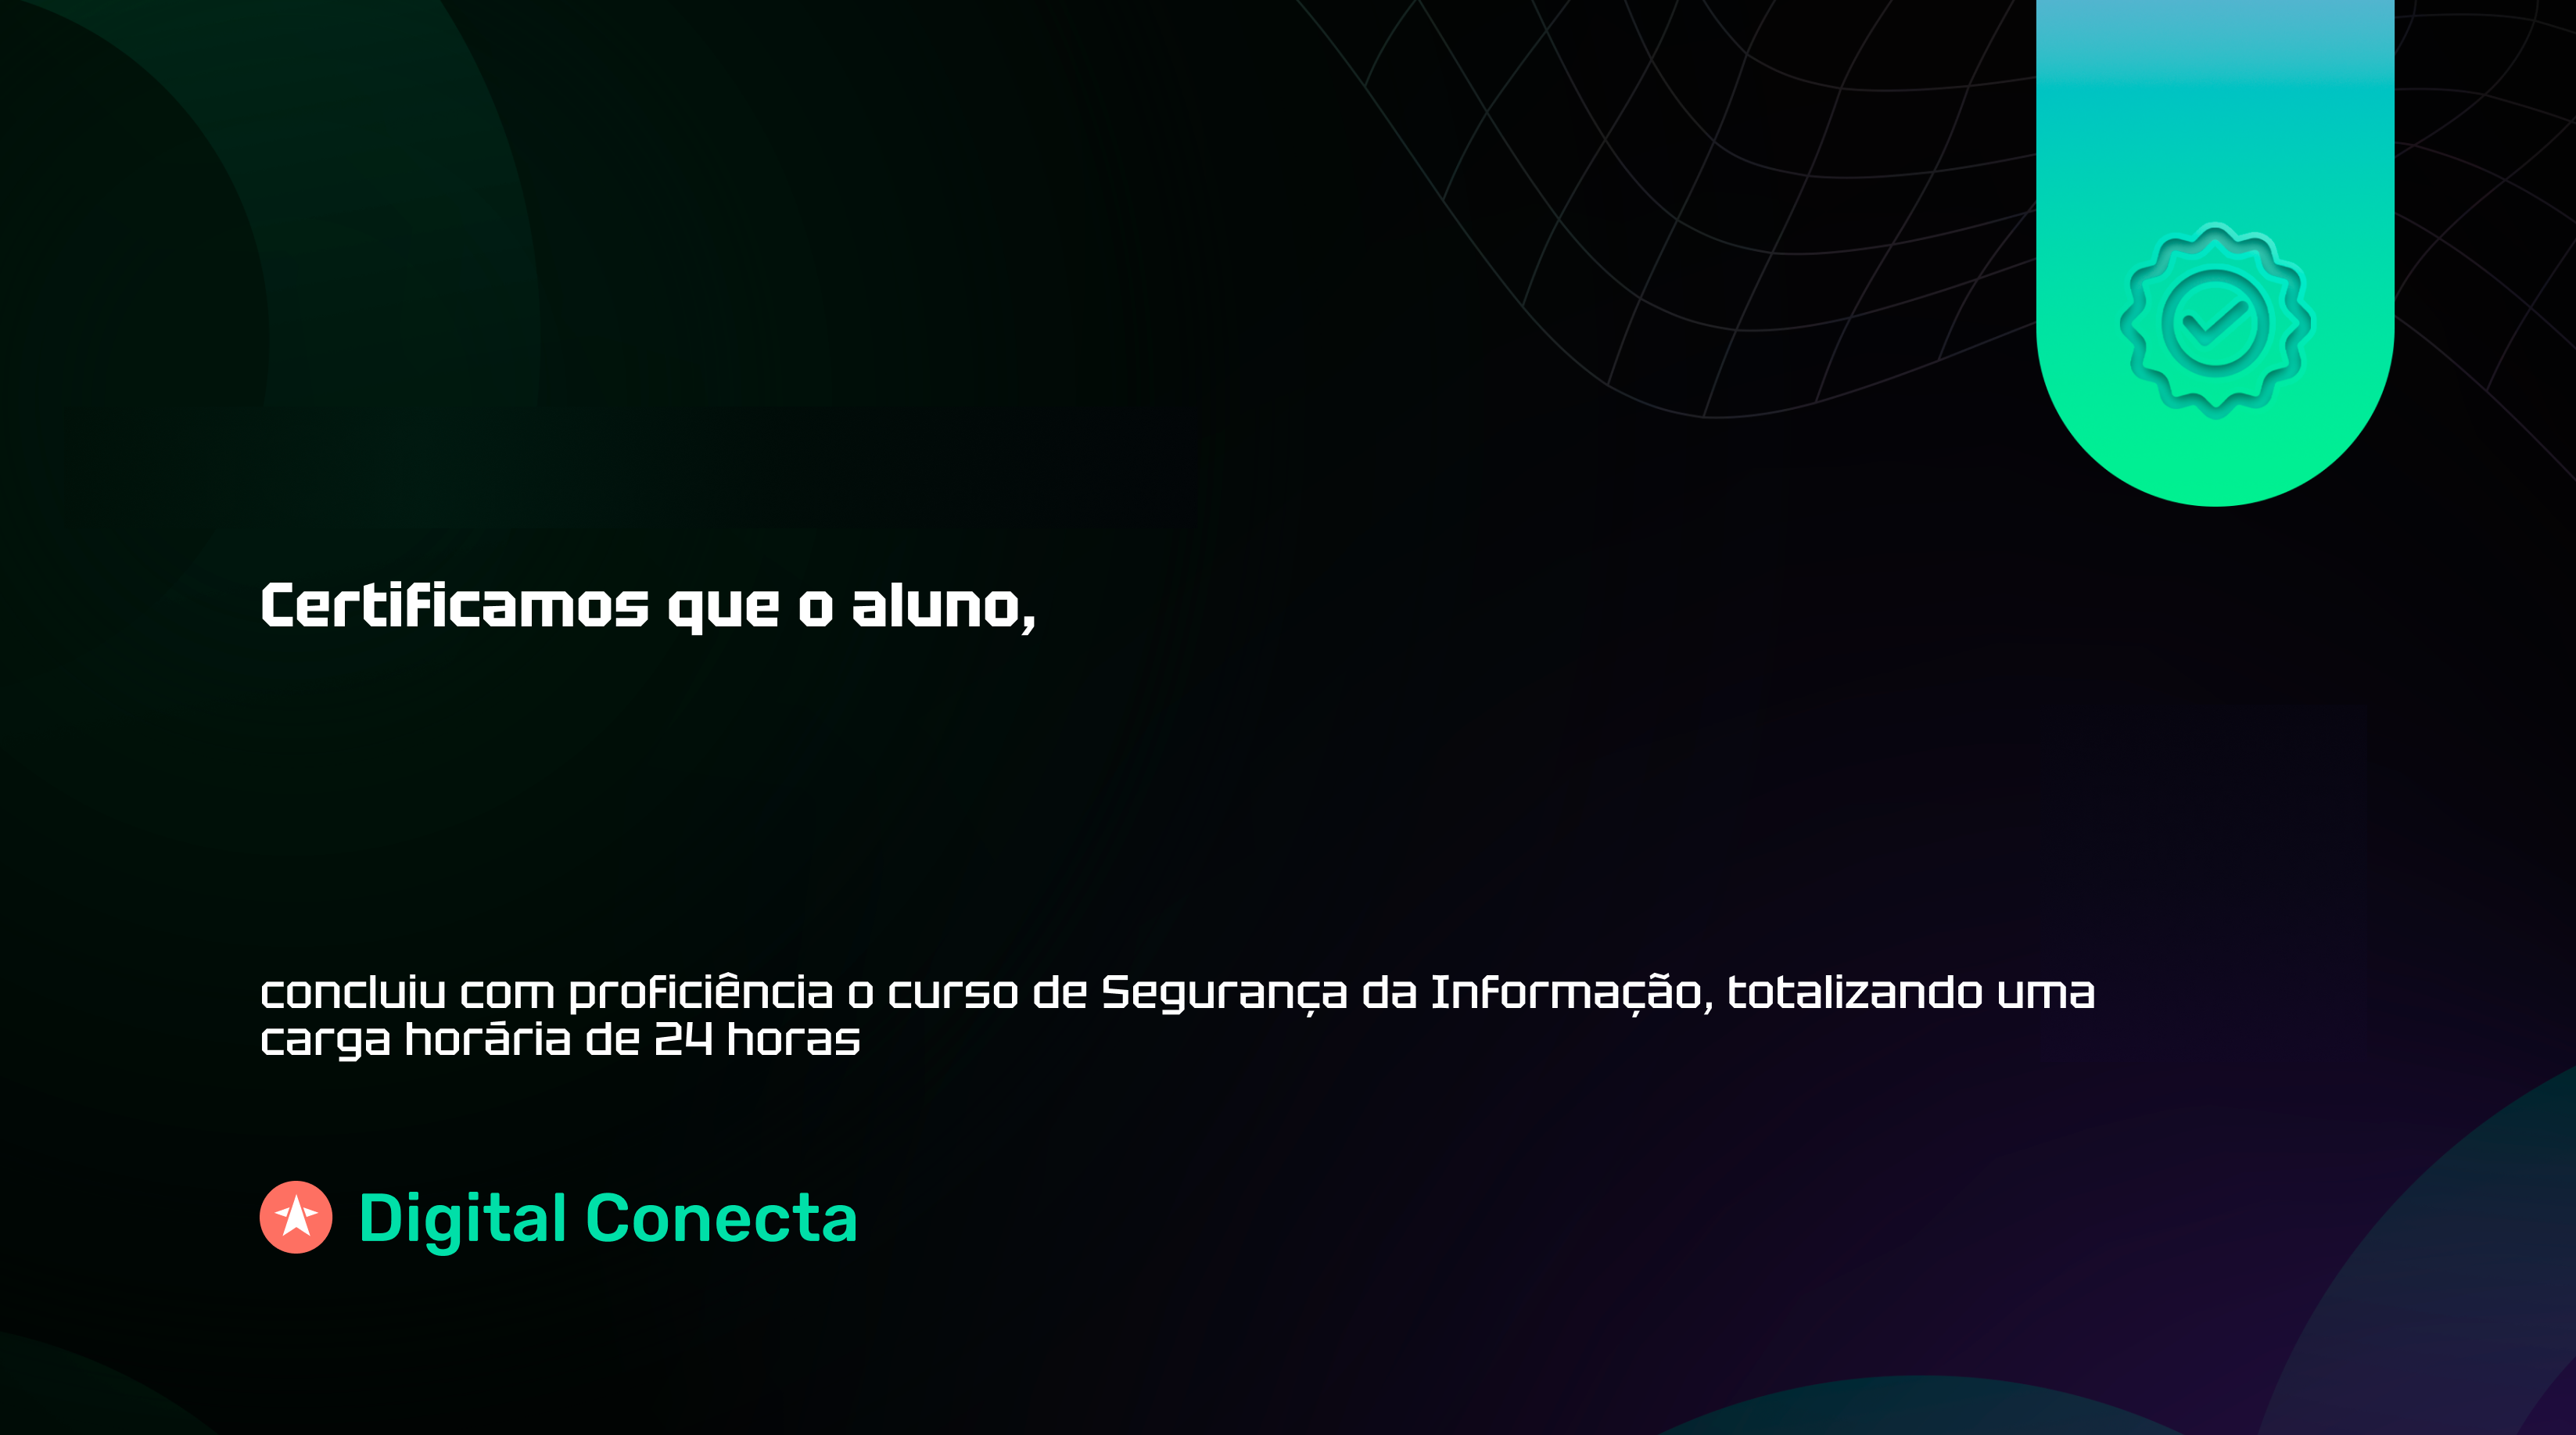 Certificamos que o aluno,
concluiu com proficiência o curso de Segurança da Informação, totalizando uma
carga horária de 24 horas
Digital Conecta